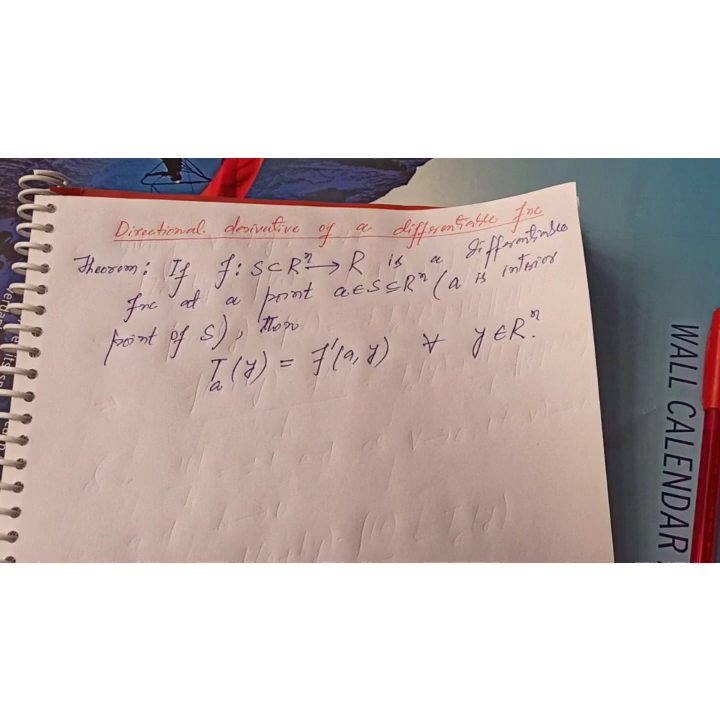 Directional derivative of a differentiable fnc
Theorem: If f: S⊂Rⁿ → R is a differentiable
fnc at a point a∈S⊆Rⁿ (a is interior
point of S), then
Tₐ(y) = f'(a, y) ∀ y∈Rⁿ.
WALL CALENDAR